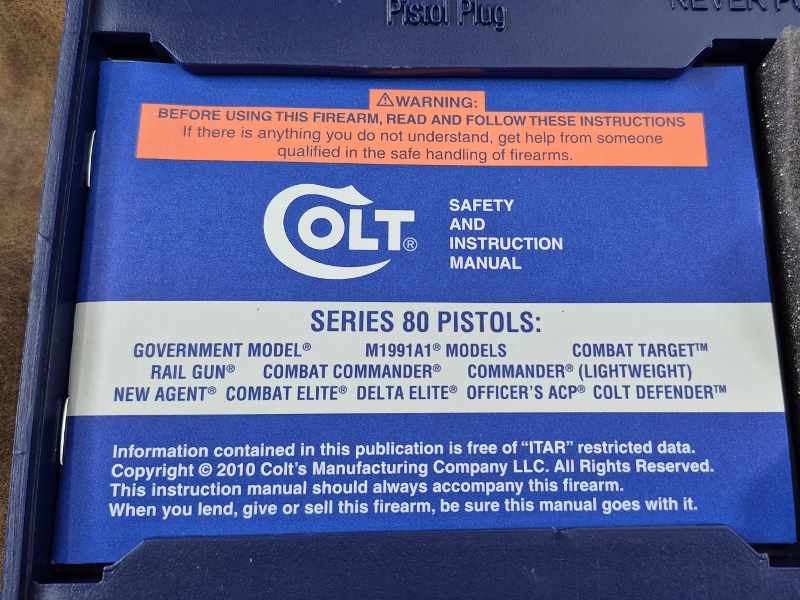 Pistol Plug
NEVER
⚠WARNING:
BEFORE USING THIS FIREARM, READ AND FOLLOW THESE INSTRUCTIONS
If there is anything you do not understand, get help from someone
qualified in the safe handling of firearms.
COLT®
SAFETY
AND
INSTRUCTION
MANUAL
SERIES 80 PISTOLS:
GOVERNMENT MODEL® M1991A1® MODELS COMBAT TARGET™
RAIL GUN® COMBAT COMMANDER® COMMANDER® (LIGHTWEIGHT)
NEW AGENT® COMBAT ELITE® DELTA ELITE® OFFICER'S ACP® COLT DEFENDER™
Information contained in this publication is free of “ITAR” restricted data.
Copyright © 2010 Colt's Manufacturing Company LLC. All Rights Reserved.
This instruction manual should always accompany this firearm.
When you lend, give or sell this firearm, be sure this manual goes with it.